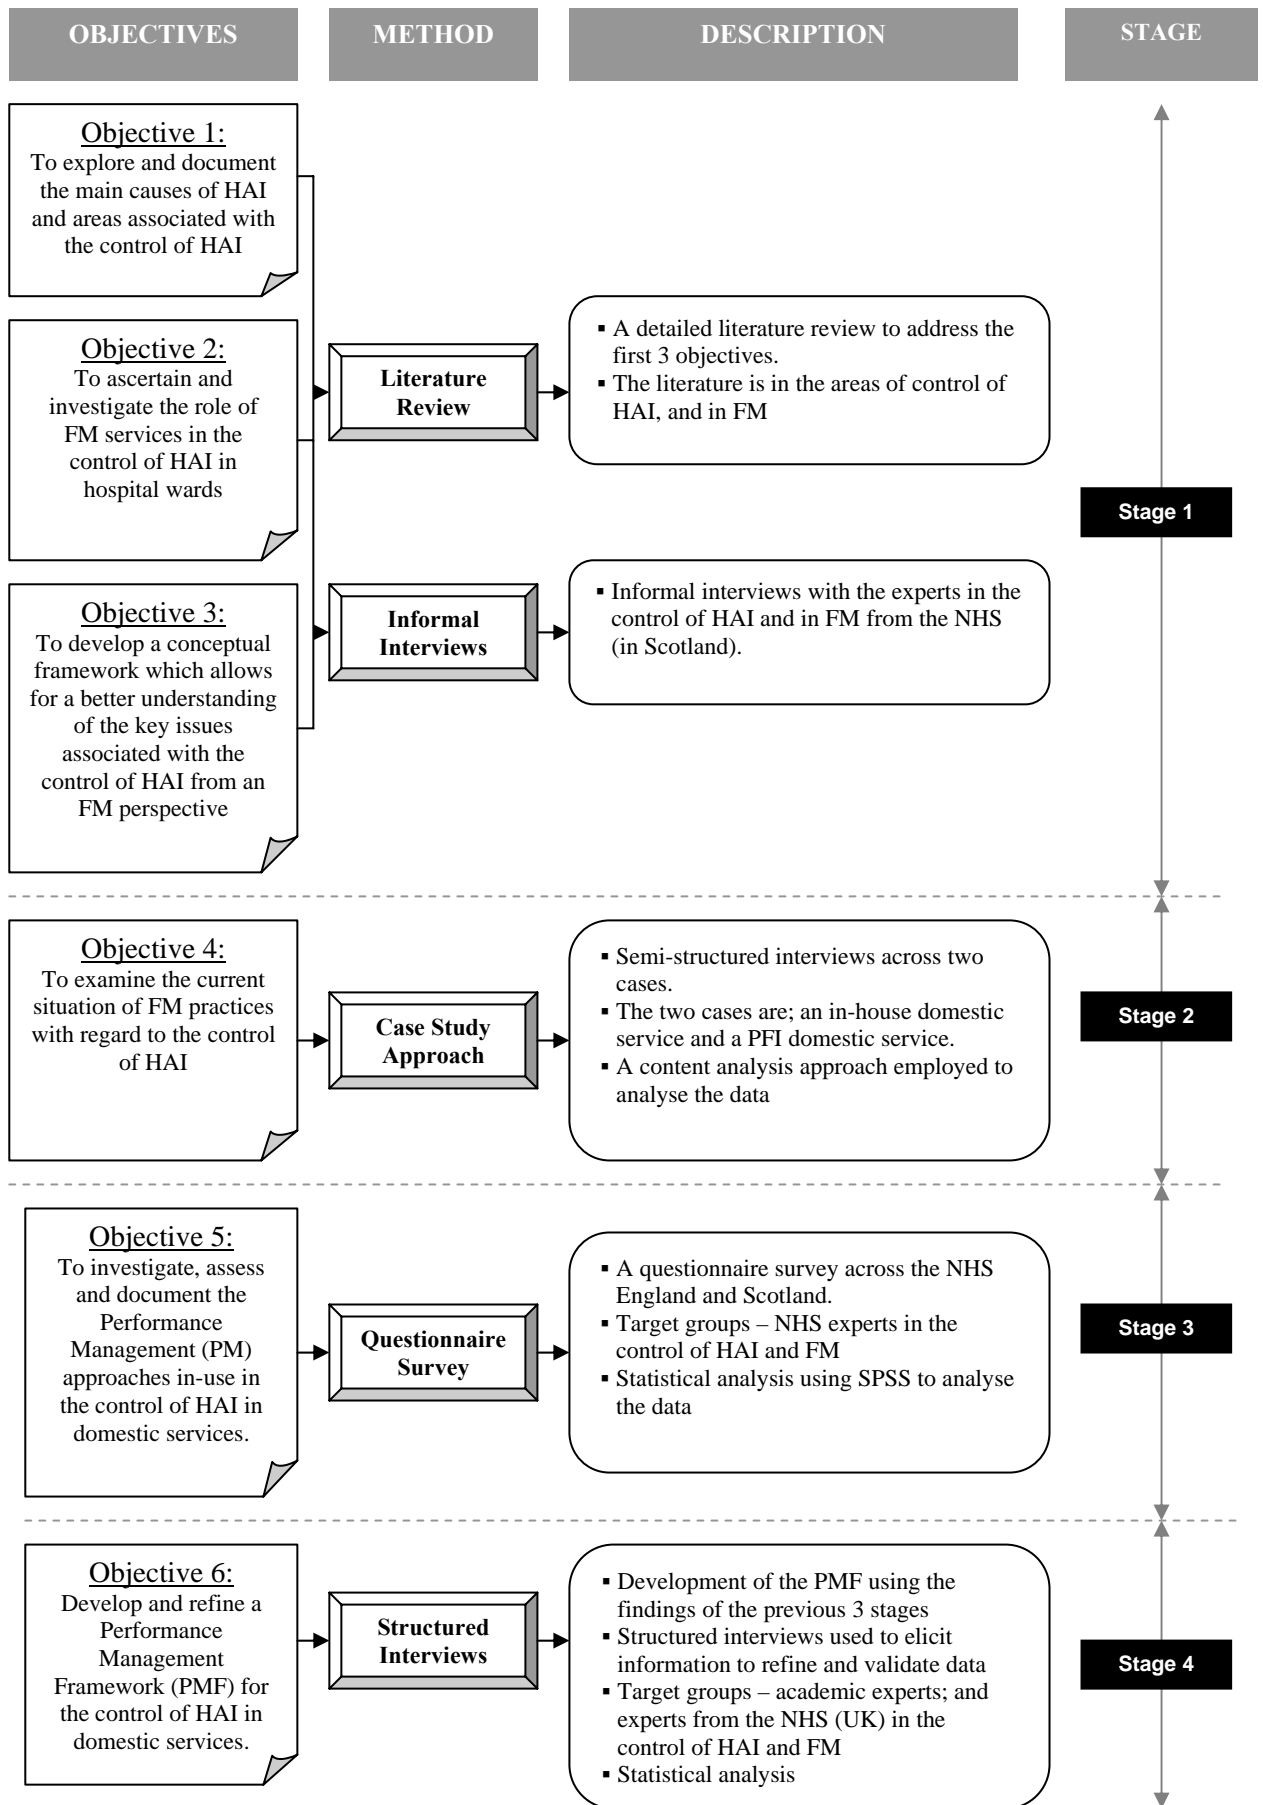 OBJECTIVES
METHOD
DESCRIPTION
STAGE
Objective 1:
To explore and document
the main causes of HAI
and areas associated with
the control of HAI
Objective 2:
To ascertain and
investigate the role of
FM services in the
control of HAI in
hospital wards
Objective 3:
To develop a conceptual
framework which allows
for a better understanding
of the key issues
associated with the
control of HAI from an
FM perspective
Literature
Review
▪ A detailed literature review to address the
first 3 objectives.
▪ The literature is in the areas of control of
HAI, and in FM
Informal
Interviews
▪ Informal interviews with the experts in the
control of HAI and in FM from the NHS
(in Scotland).
Stage 1
Objective 4:
To examine the current
situation of FM practices
with regard to the control
of HAI
Case Study
Approach
▪ Semi-structured interviews across two
cases.
▪ The two cases are; an in-house domestic
service and a PFI domestic service.
▪ A content analysis approach employed to
analyse the data
Stage 2
Objective 5:
To investigate, assess
and document the
Performance
Management (PM)
approaches in-use in
the control of HAI in
domestic services.
Questionnaire
Survey
▪ A questionnaire survey across the NHS
England and Scotland.
▪ Target groups – NHS experts in the
control of HAI and FM
▪ Statistical analysis using SPSS to analyse
the data
Stage 3
Objective 6:
Develop and refine a
Performance
Management
Framework (PMF) for
the control of HAI in
domestic services.
Structured
Interviews
▪ Development of the PMF using the
findings of the previous 3 stages
▪ Structured interviews used to elicit
information to refine and validate data
▪ Target groups – academic experts; and
experts from the NHS (UK) in the
control of HAI and FM
▪ Statistical analysis
Stage 4